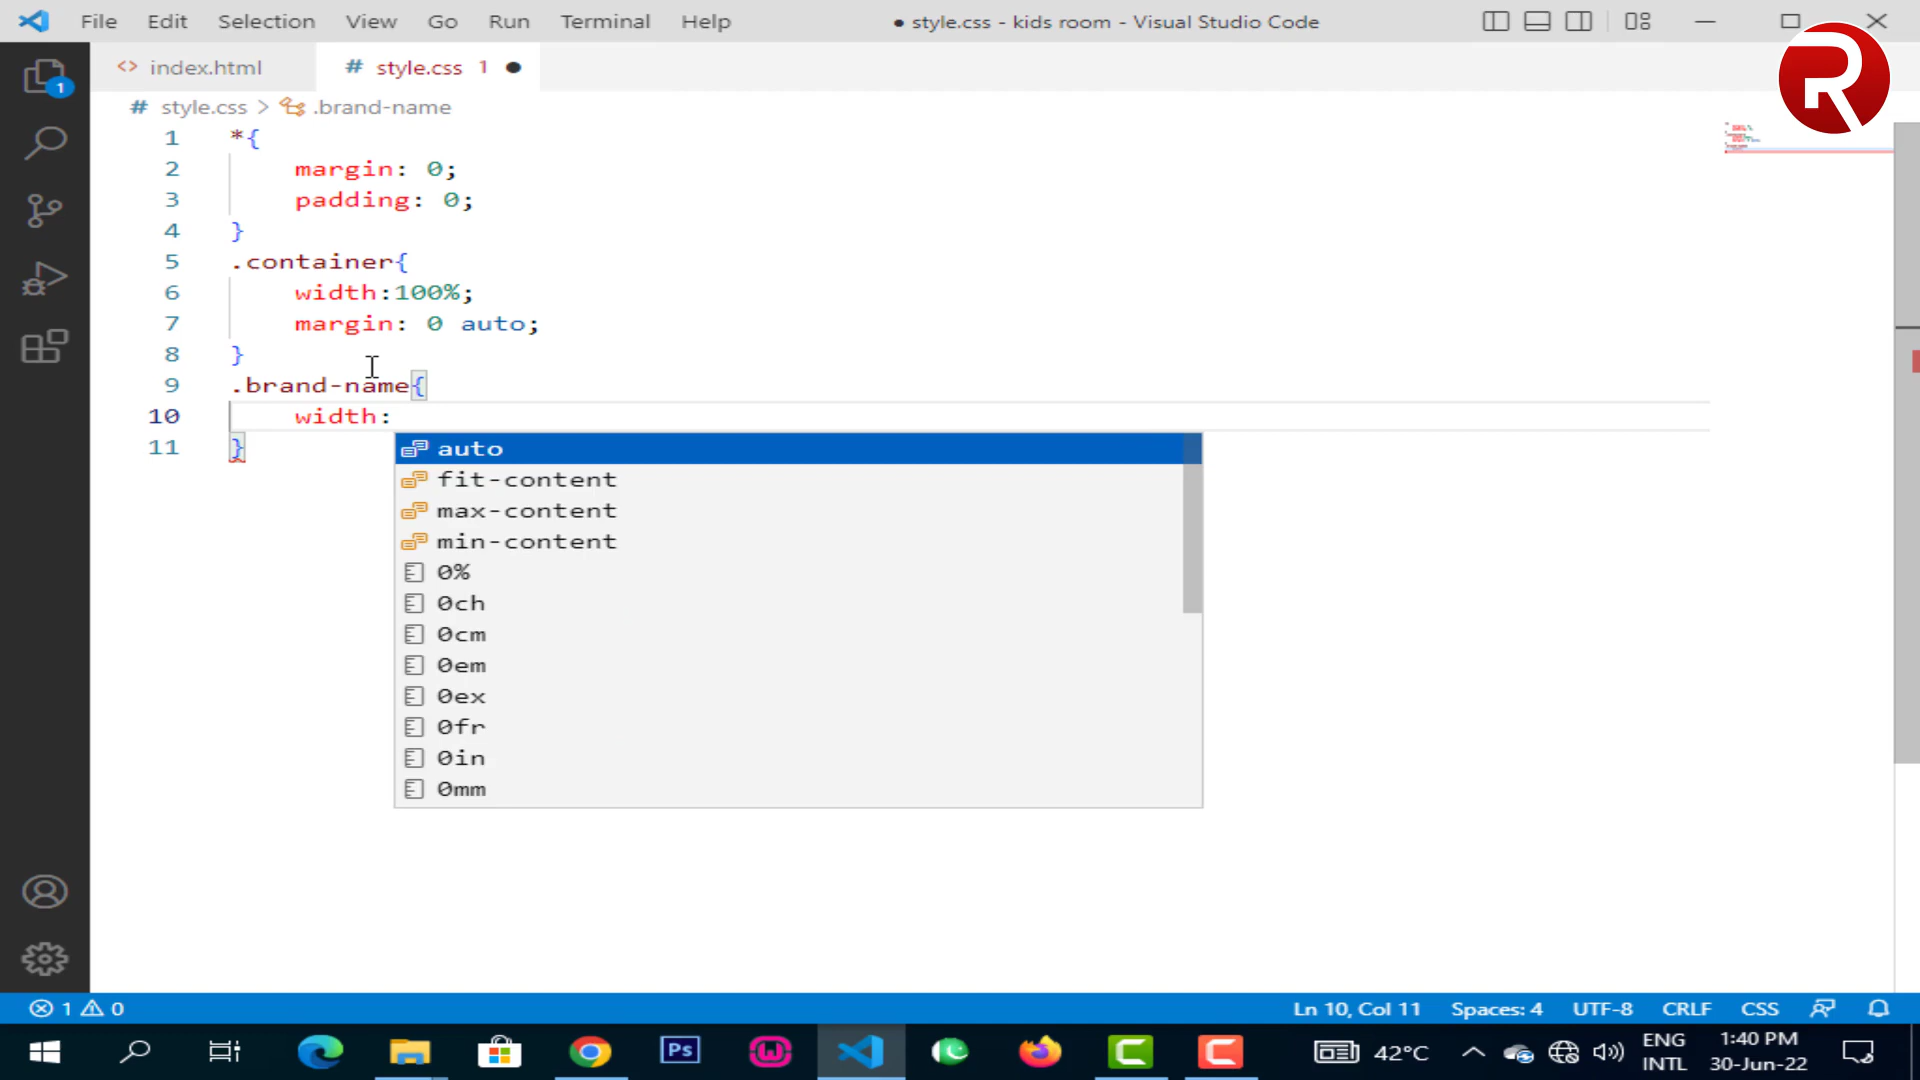 File Edit Selection View Go Run Terminal Help
● style.css - kids room - Visual Studio Code
<> index.html
# style.css 1 ●
# style.css > .brand-name
1 *{
2 margin: 0;
3 padding: 0;
4 }
5 .container{
6 width:100%;
7 margin: 0 auto;
8 }
9 .brand-name{
10 width:
11 }
auto
fit-content
max-content
min-content
0%
0ch
0cm
0em
0ex
0fr
0in
0mm
R
1
1 0
Ln 10, Col 11 Spaces: 4 UTF-8 CRLF CSS
Ps
42°C
ENG
INTL
1:40 PM
30-Jun-22